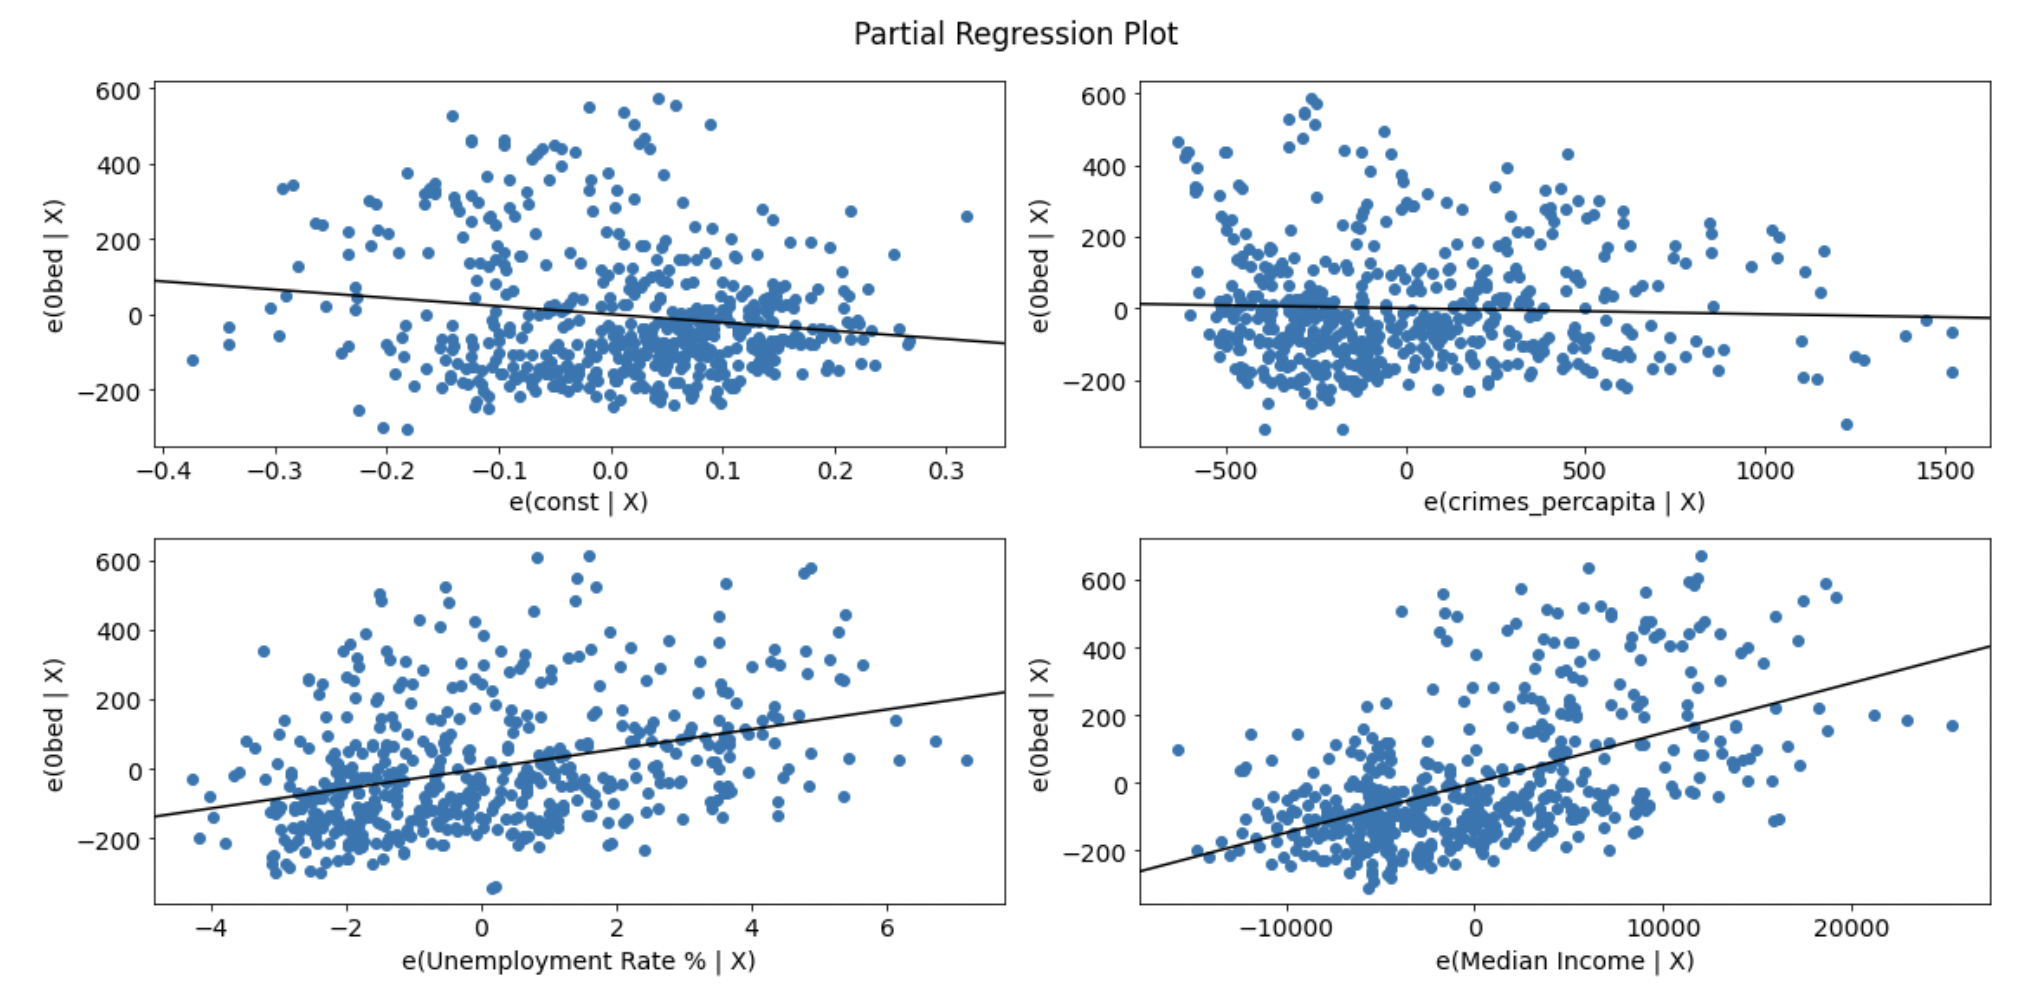 Partial Regression Plot
600
400
200
0
−200
e(0bed | X)
−0.4 −0.3 −0.2 −0.1 0.0 0.1 0.2 0.3
e(const | X)
600
400
200
0
−200
e(0bed | X)
−500 0 500 1000 1500
e(crimes_percapita | X)
600
400
200
0
−200
e(0bed | X)
−4 −2 0 2 4 6
e(Unemployment Rate % | X)
600
400
200
0
−200
e(0bed | X)
−10000 0 10000 20000
e(Median Income | X)